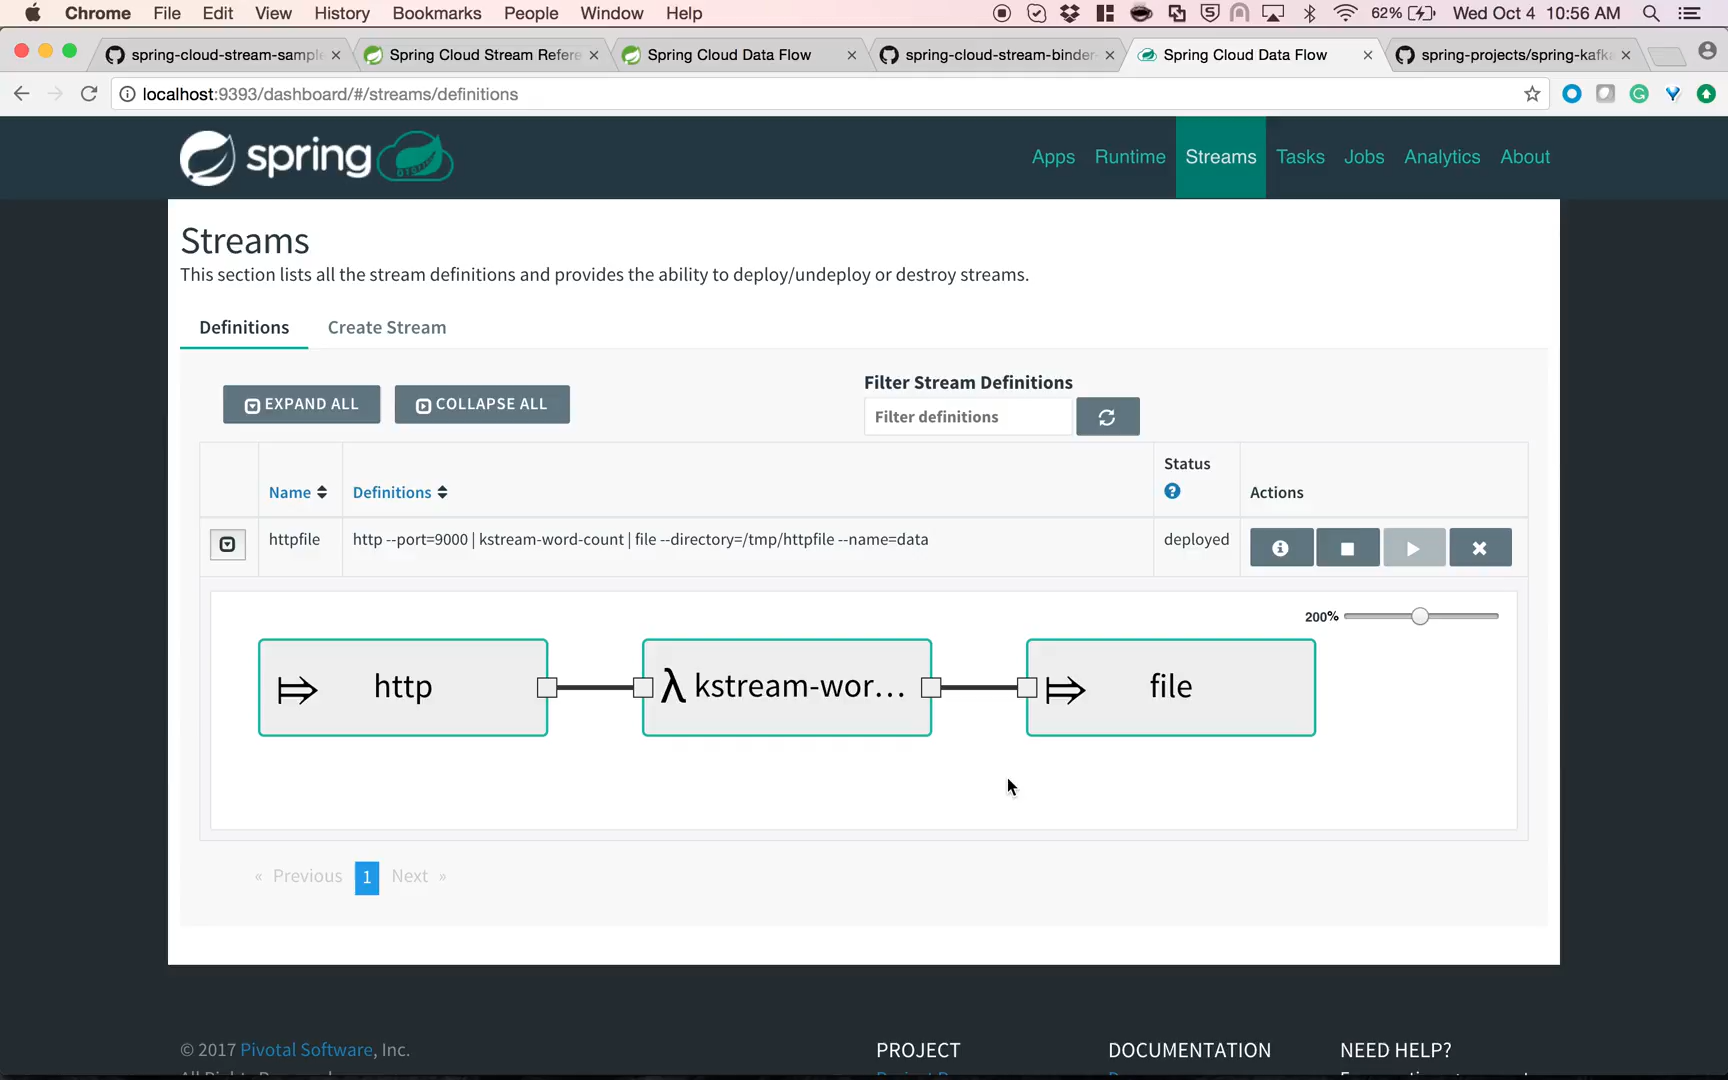 Chrome File Edit View History Bookmarks People Window Help 62% Wed Oct 4 10:56 AM
spring-cloud-stream-sampl Spring Cloud Stream Refere Spring Cloud Data Flow spring-cloud-stream-binder- Spring Cloud Data Flow spring-projects/spring-kafk
localhost:9393/dashboard/#/streams/definitions
spring Apps Runtime Streams Tasks Jobs Analytics About
Streams
This section lists all the stream definitions and provides the ability to deploy/undeploy or destroy streams.
Definitions Create Stream
Filter Stream Definitions
EXPAND ALL COLLAPSE ALL Filter definitions
Status
Name Definitions ? Actions
httpfile http --port=9000 | kstream-word-count | file --directory=/tmp/httpfile --name=data deployed
200%
http λ kstream-wor... file
« Previous 1 Next »
© 2017 Pivotal Software, Inc. PROJECT DOCUMENTATION NEED HELP?